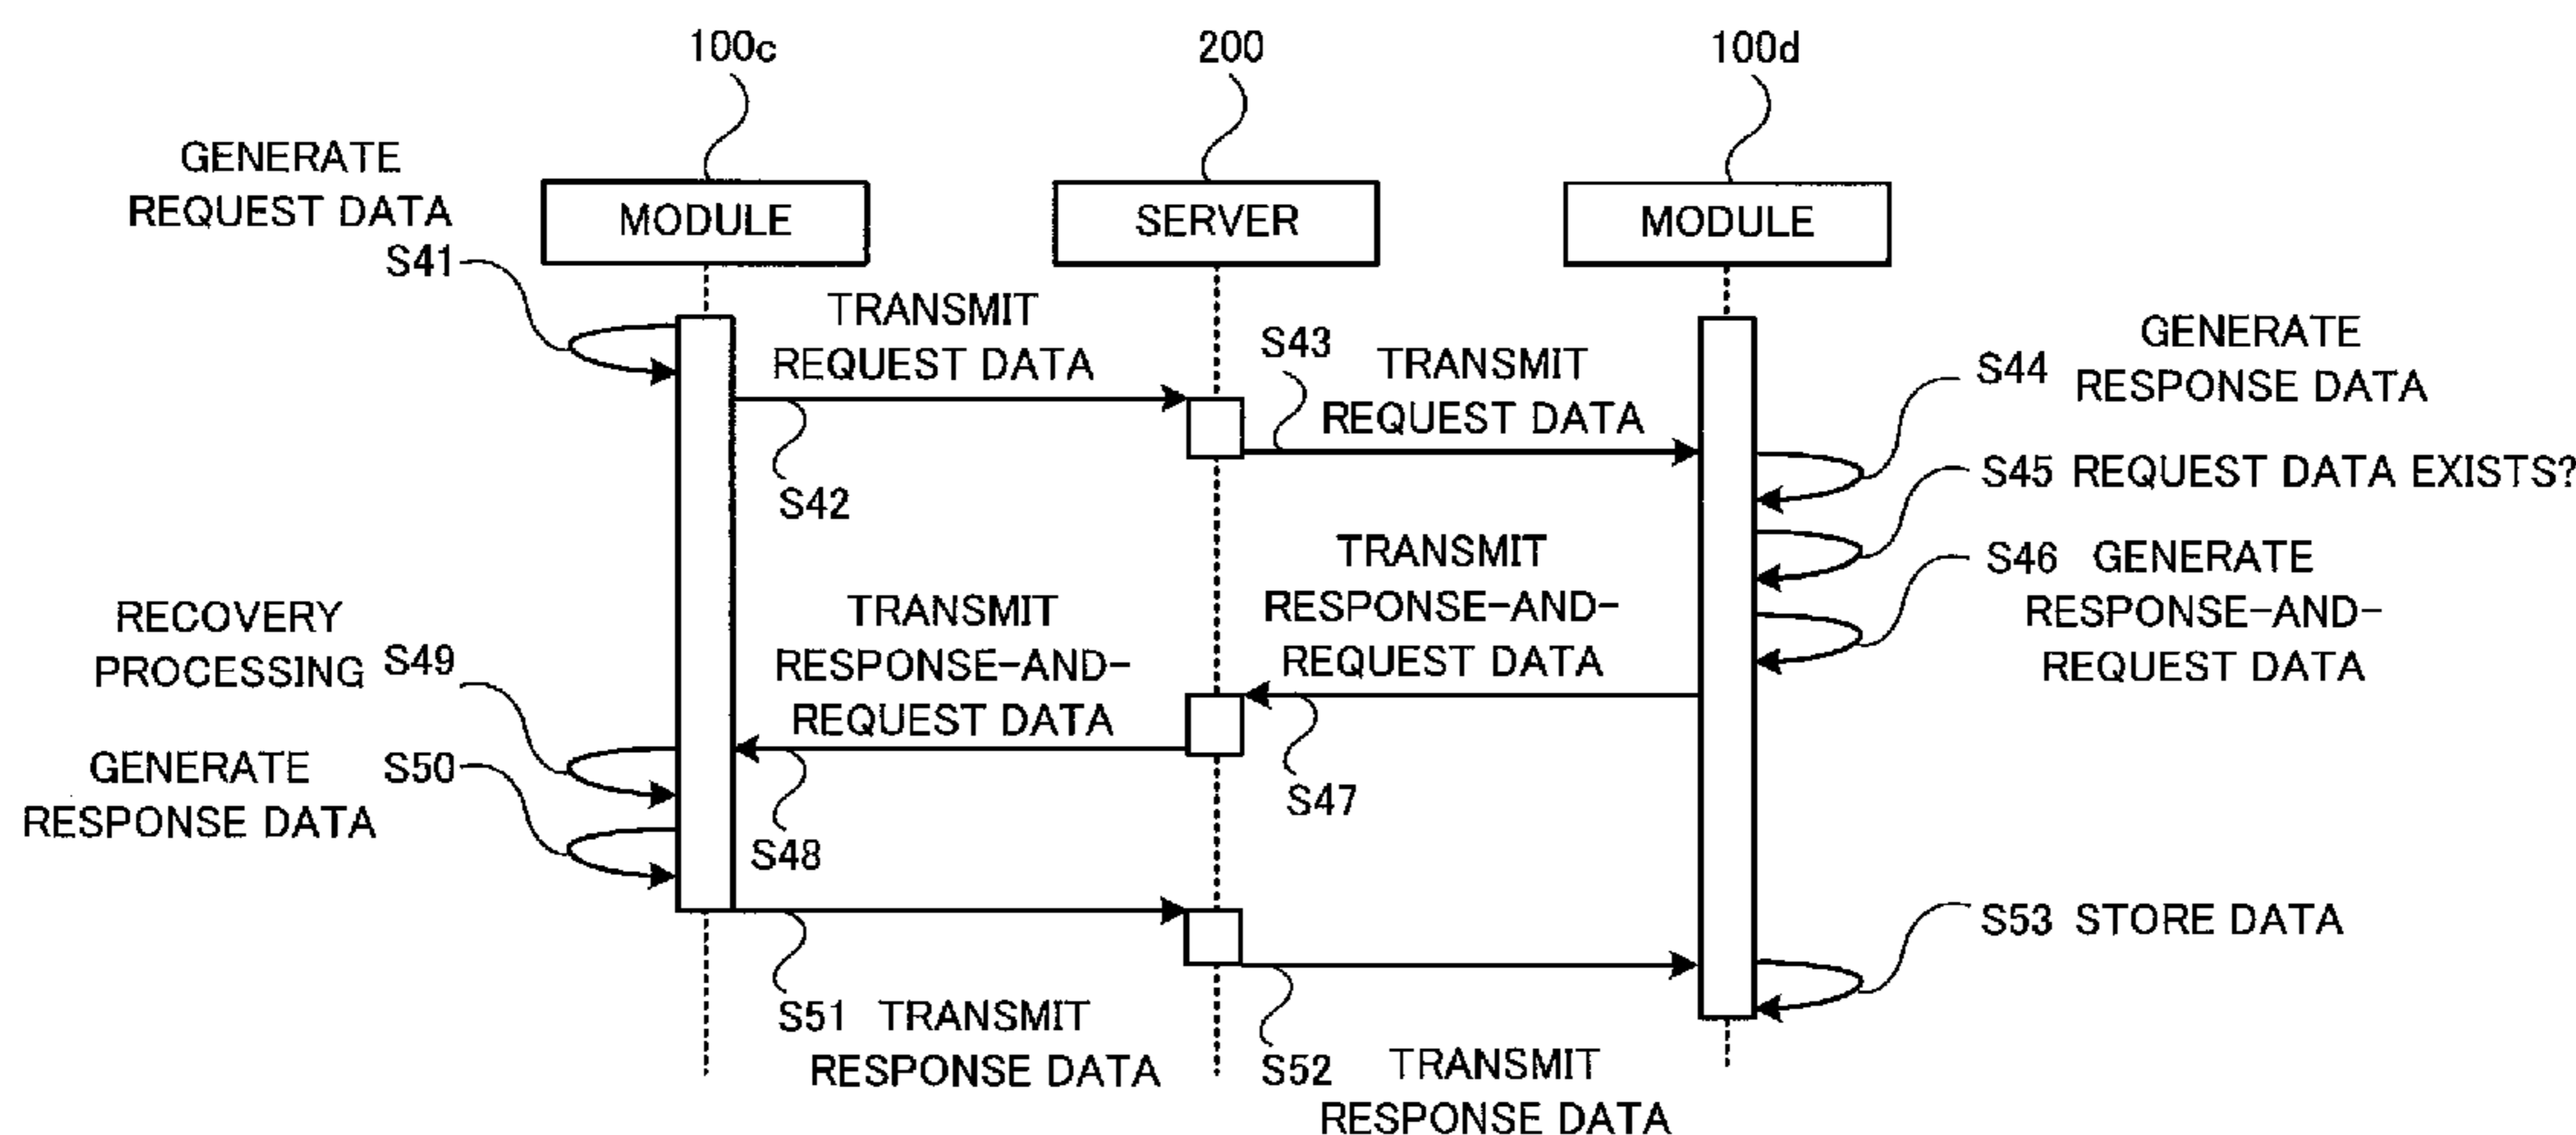 100c
200
100d
GENERATE
REQUEST DATA
S41
MODULE
SERVER
MODULE
TRANSMIT
REQUEST DATA
S42
S43
TRANSMIT
REQUEST DATA
S44
GENERATE
RESPONSE DATA
S45 REQUEST DATA EXISTS?
S46 GENERATE
RESPONSE-AND-
REQUEST DATA
TRANSMIT
RESPONSE-AND-
REQUEST DATA
S47
TRANSMIT
RESPONSE-AND-
REQUEST DATA
S48
RECOVERY
PROCESSING S49
GENERATE
RESPONSE DATA
S50
S51 TRANSMIT
RESPONSE DATA
S52 TRANSMIT
RESPONSE DATA
S53 STORE DATA